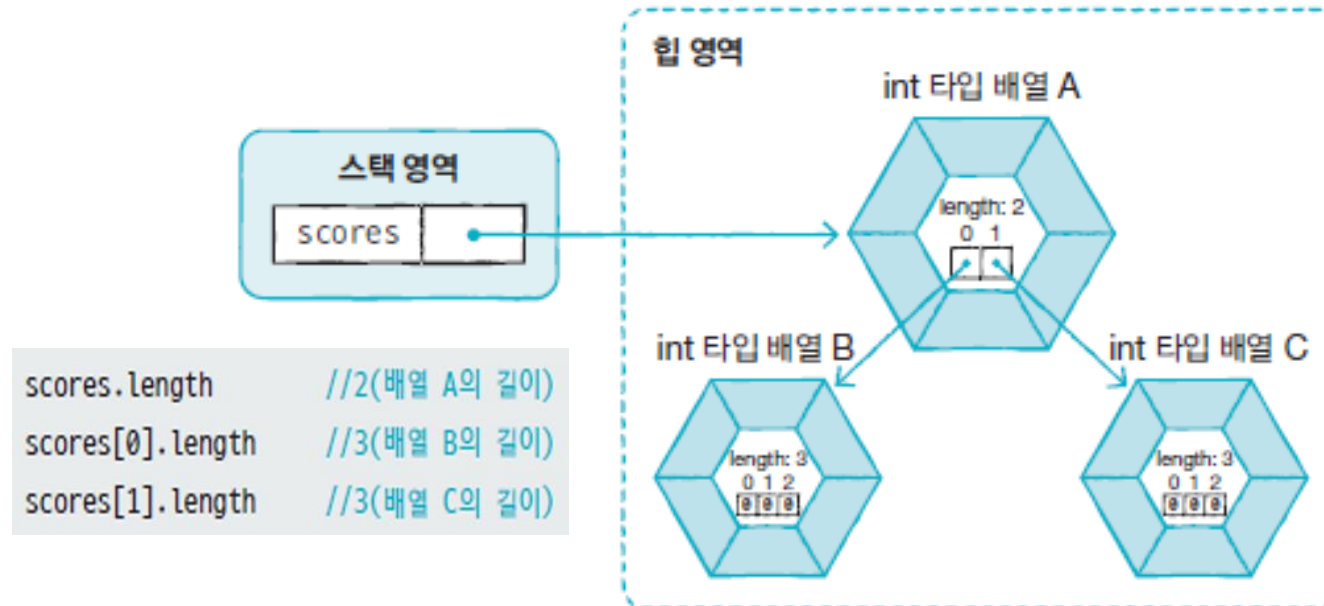 힙 영역
int 타입 배열 A
스택 영역
length: 2
0 1
scores
int 타입 배열 B
int 타입 배열 C
scores.length //2(배열 A의 길이)
scores[0].length //3(배열 B의 길이)
scores[1].length //3(배열 C의 길이)
length: 3
0 1 2
0 0 0
length: 3
0 1 2
0 0 0